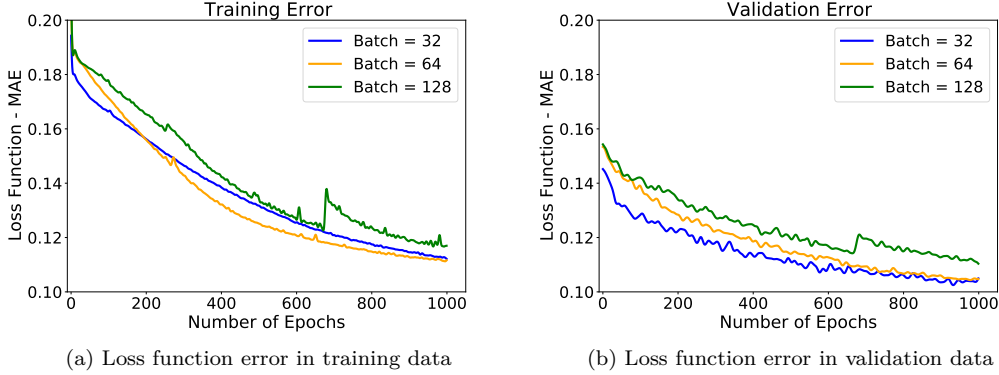 Training Error
Loss Function - MAE
0.20
0.18
0.16
0.14
0.12
0.10
0
200
400
600
800
1000
Number of Epochs
Batch = 32
Batch = 64
Batch = 128
(a) Loss function error in training data
Validation Error
Loss Function - MAE
0.20
0.18
0.16
0.14
0.12
0.10
0
200
400
600
800
1000
Number of Epochs
Batch = 32
Batch = 64
Batch = 128
(b) Loss function error in validation data